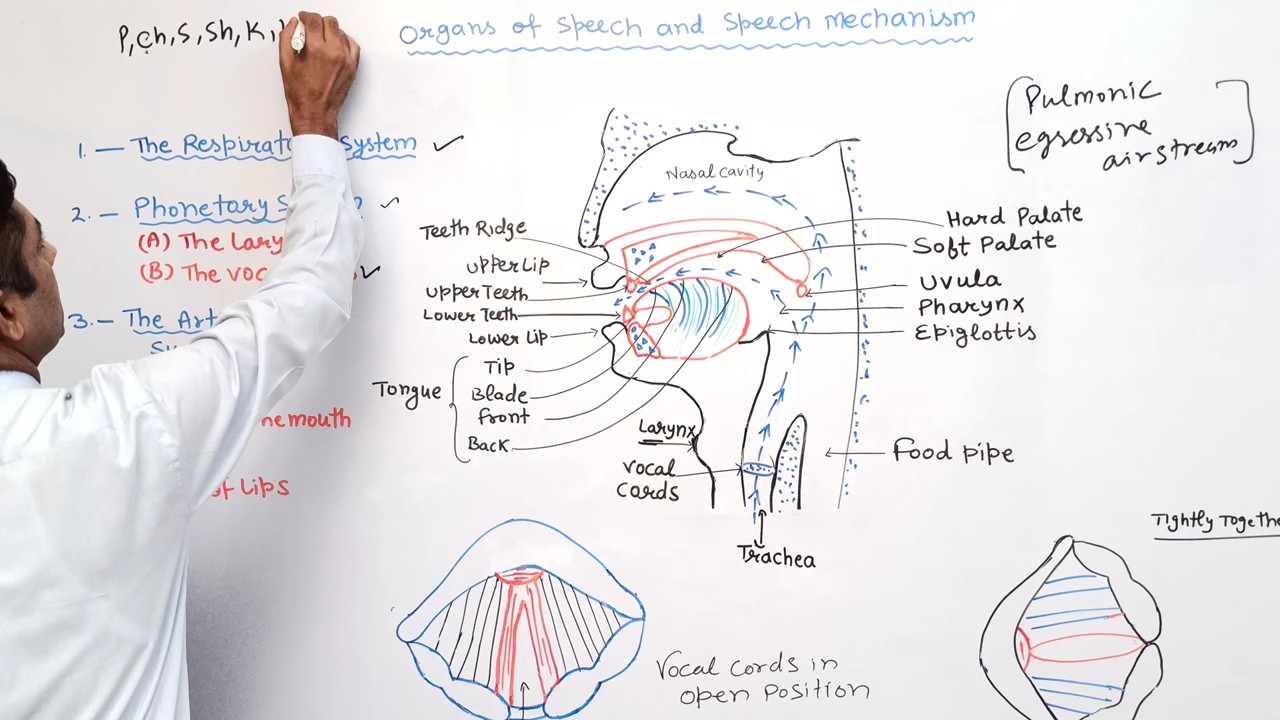 P, ch, S, Sh, K,
Organs of Speech and Speech mechanism
Pulmonic
egressive
airstream
1. — The Respirato System
2. — Phonetary S
(A) The Lary
(B) The voc
3. — The Art
Nasal cavity
Teeth Ridge
Upper Lip
Upper Teeth
Lower Teeth
Lower Lip
Tongue
Tip
Blade
front
Back
Larynx
Vocal
Cords
Trachea
Hard Palate
Soft Palate
Uvula
Pharynx
Epiglottis
Food pipe
he mouth
of Lips
Vocal cords in
open Position
Tightly Togethe